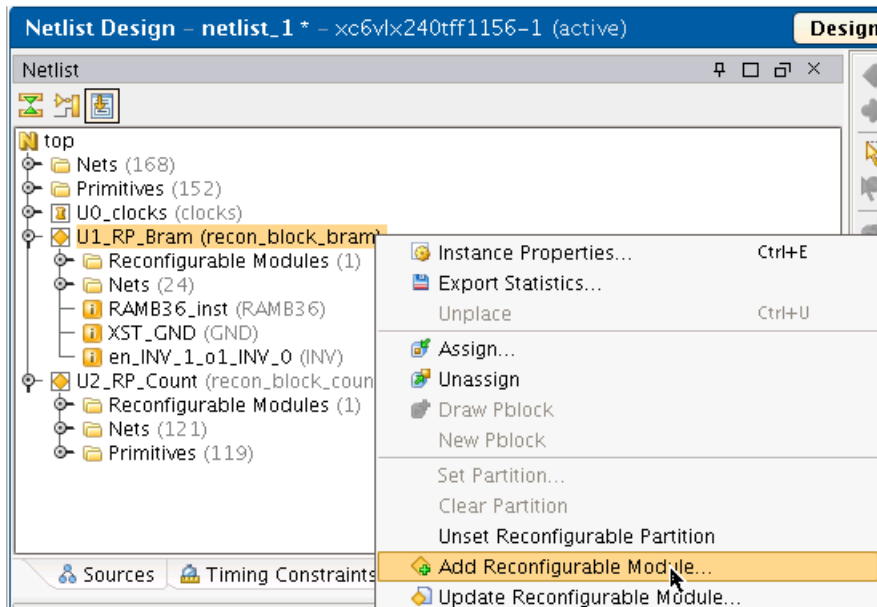 Netlist Design - netlist_1 * - xc6vlx240tff1156-1 (active)
Design
Netlist
top
Nets (168)
Primitives (152)
U0_clocks (clocks)
U1_RP_Bram (recon_block_bram)
Reconfigurable Modules (1)
Nets (24)
RAMB36_inst (RAMB36)
XST_GND (GND)
en_INV_1_o1_INV_0 (INV)
U2_RP_Count (recon_block_coun
Reconfigurable Modules (1)
Nets (121)
Primitives (119)
Instance Properties... Ctrl+E
Export Statistics...
Unplace Ctrl+U
Assign...
Unassign
Draw Pblock
New Pblock
Set Partition...
Clear Partition
Unset Reconfigurable Partition
Add Reconfigurable Module...
Update Reconfigurable Module...
Sources
Timing Constraints